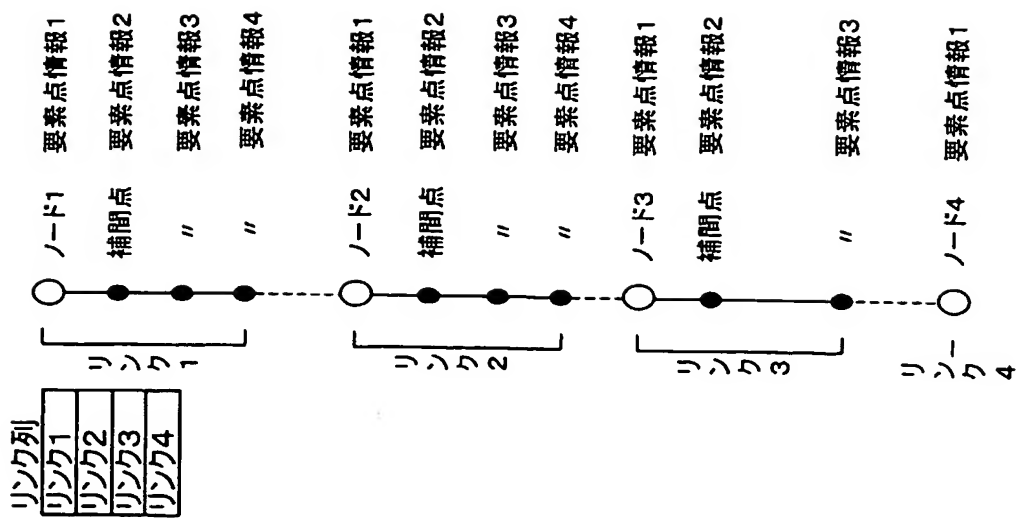 リンク列
リンク1
リンク2
リンク3
リンク4
リンク1
ノード1 要素点情報1
補間点 要素点情報2
〃 要素点情報3
〃 要素点情報4
リンク2
ノード2 要素点情報1
補間点 要素点情報2
〃 要素点情報3
〃 要素点情報4
リンク3
ノード3 要素点情報1
補間点 要素点情報2
〃 要素点情報3
リンク4
ノード4 要素点情報1